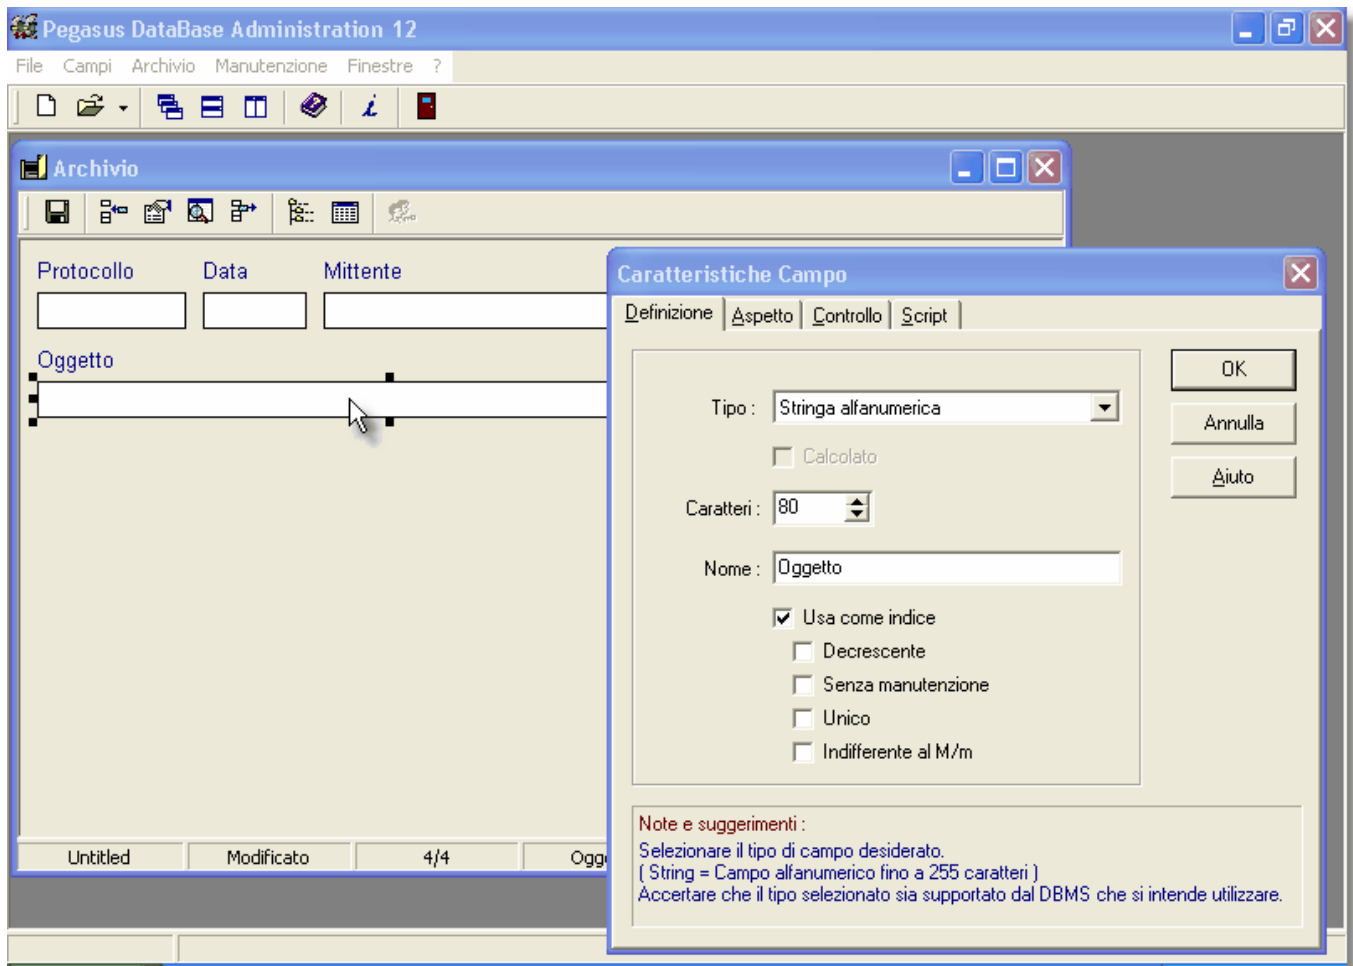 Pegasus DataBase Administration 12
File Campi Archivio Manutenzione Finestre ?
Archivio
Protocollo Data Mittente
Oggetto
Untitled Modificato 4/4
Caratteristiche Campo
Definizione Aspetto Controllo Script
Tipo : Stringa alfanumerica
Calcolato
Caratteri : 80
Nome : Oggetto
Usa come indice
Decrescente
Senza manutenzione
Unico
Indifferente al M/m
OK
Annulla
Aiuto
Note e suggerimenti :
Selezionare il tipo di campo desiderato.
( String = Campo alfanumerico fino a 255 caratteri )
Accertare che il tipo selezionato sia supportato dal DBMS che si intende utilizzare.